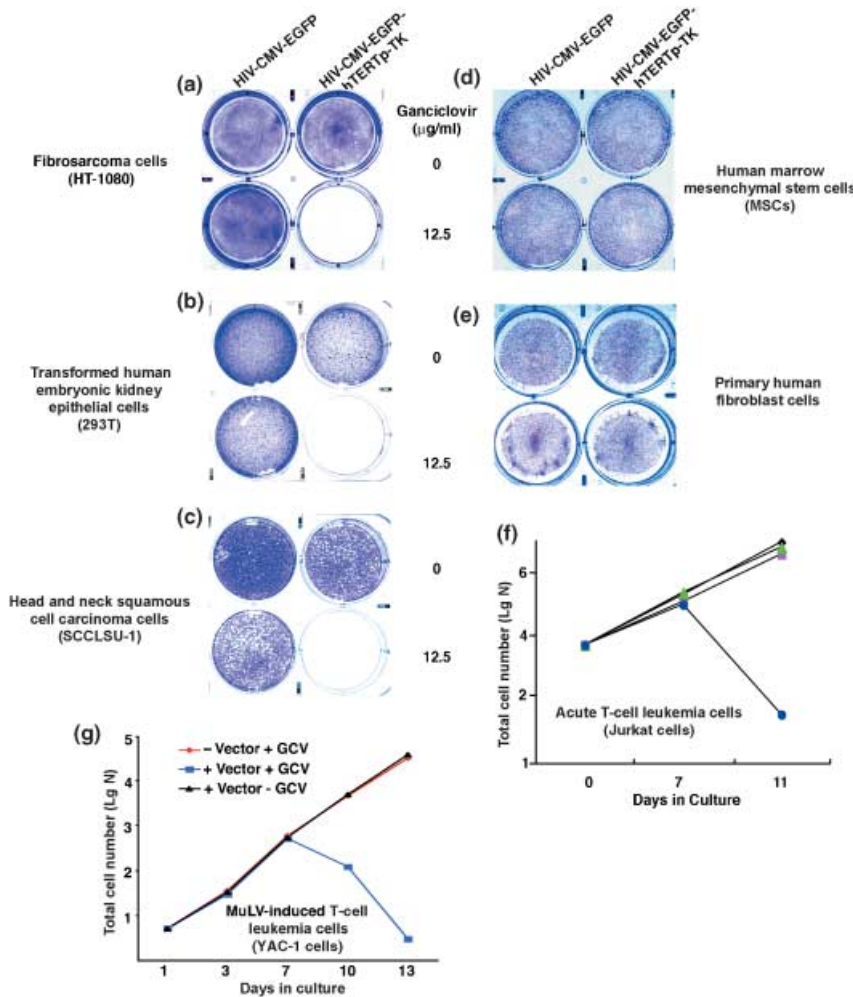 HIV-CMV-EGFP
HIV-CMV-EGFP-
hTERTp-TK
HIV-CMV-EGFP
HIV-CMV-EGFP-
hTERTp-TK
(a)
Ganciclovir
(µg/ml)
(d)
0
Fibrosarcoma cells
(HT-1080)
Human marrow
mesenchymal stem cells
(MSCs)
12.5
(b)
(e)
0
Transformed human
embryonic kidney
epithelial cells
(293T)
Primary human
fibroblast cells
12.5
(c)
0
Head and neck squamous
cell carcinoma cells
(SCCLSU-1)
12.5
(f)
Total cell number (Lg N)
6
4
2
1
Acute T-cell leukemia cells
(Jurkat cells)
0 7 11
Days in Culture
(g)
Total cell number (Lg N)
5
4
3
2
1
– Vector + GCV
+ Vector + GCV
+ Vector - GCV
MuLV-induced T-cell
leukemia cells
(YAC-1 cells)
1 3 7 10 13
Days in culture